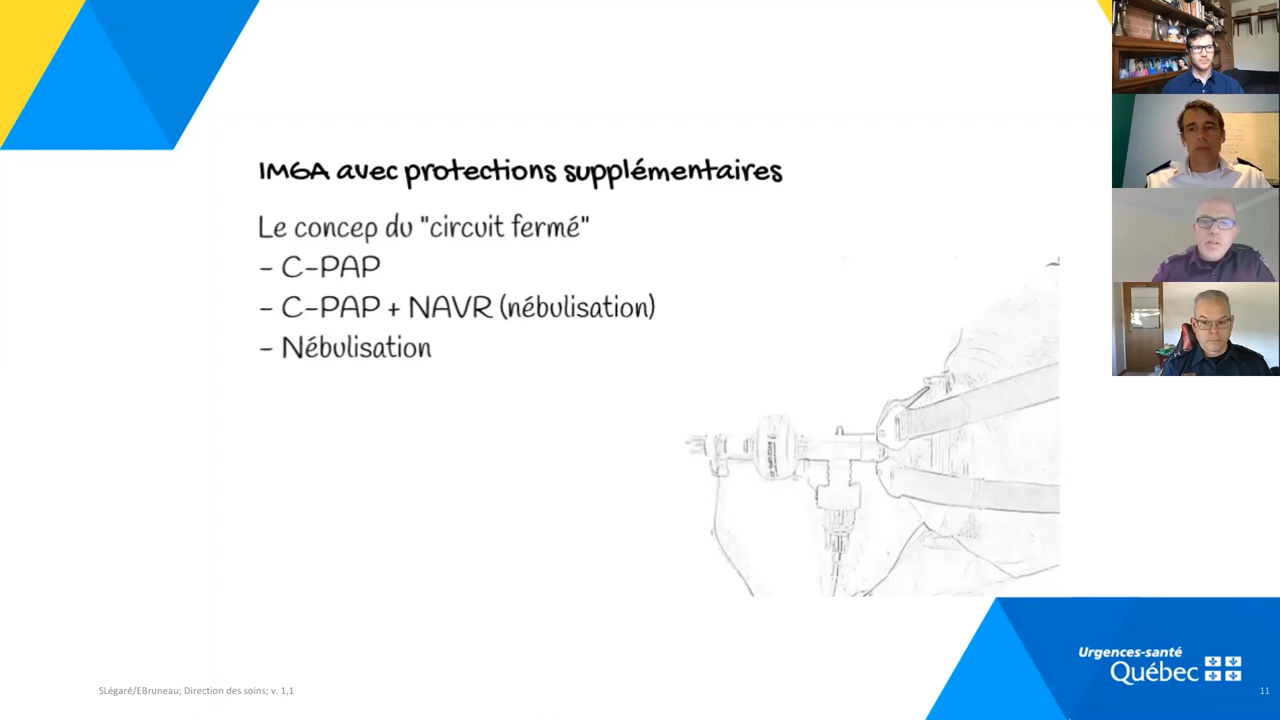 IMGA avec protections supplémentaires
Le concep du "circuit fermé"
- C-PAP
- C-PAP + NAVR (nébulisation)
- Nébulisation
Urgences-santé
Québec
SLégaré/EBruneau; Direction des soins; v. 1,1
11